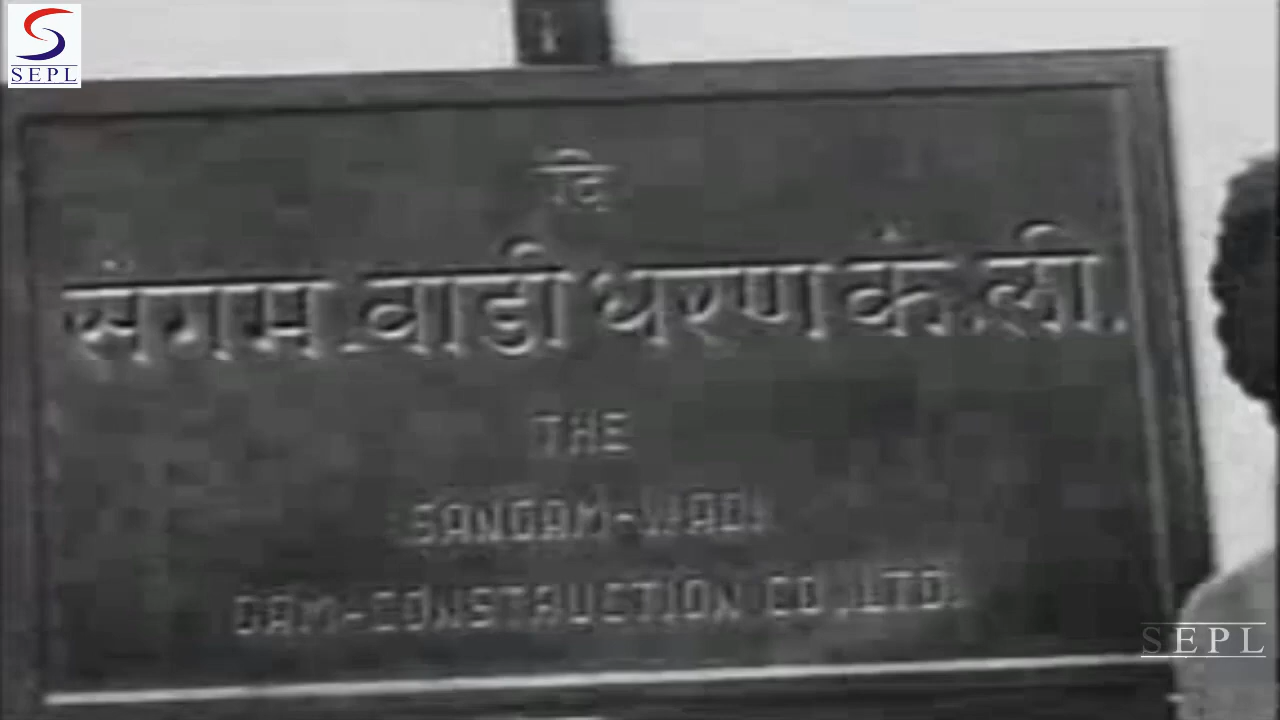 SEPL
दि
संगम-वाडी धरण कॅं.ली.
THE
SANGAM-WADI
DAM-CONSTRUCTION CO.LTD.
SEPL